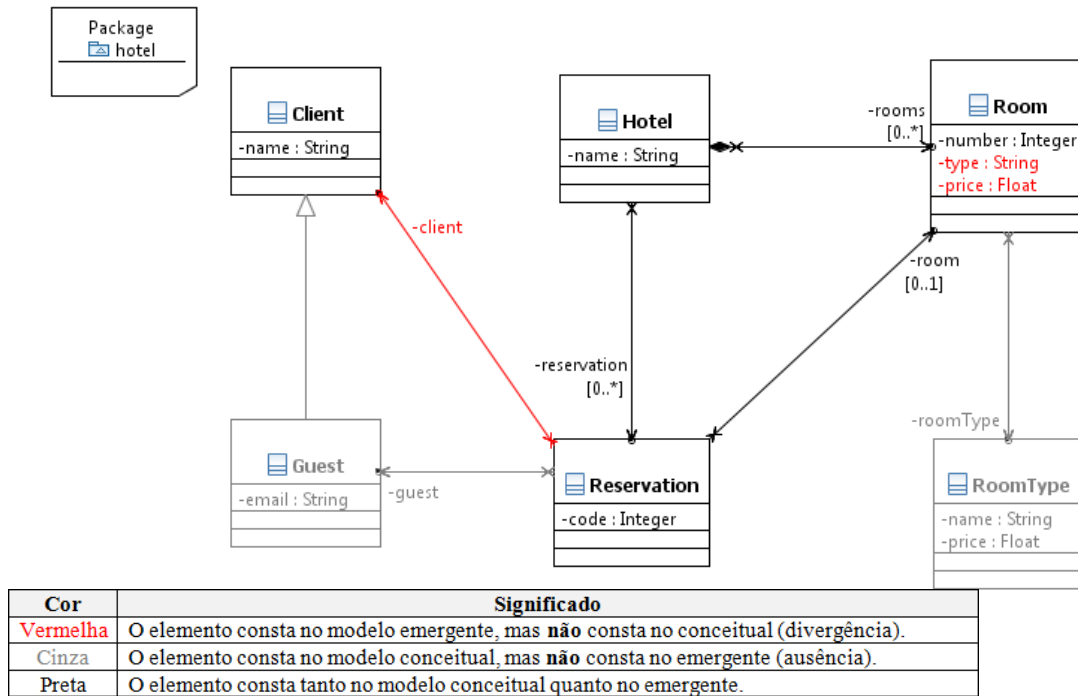 Package
hotel
Client
-name : String
Hotel
-name : String
-rooms
[0..*]
Room
-number : Integer
-type : String
-price : Float
-client
-room
[0..1]
-reservation
[0..*]
-roomType
Guest
-email : String
-guest
Reservation
-code : Integer
RoomType
-name : String
-price : Float
Cor Significado
Vermelha O elemento consta no modelo emergente, mas não consta no conceitual (divergência).
Cinza O elemento consta no modelo conceitual, mas não consta no emergente (ausência).
Preta O elemento consta tanto no modelo conceitual quanto no emergente.